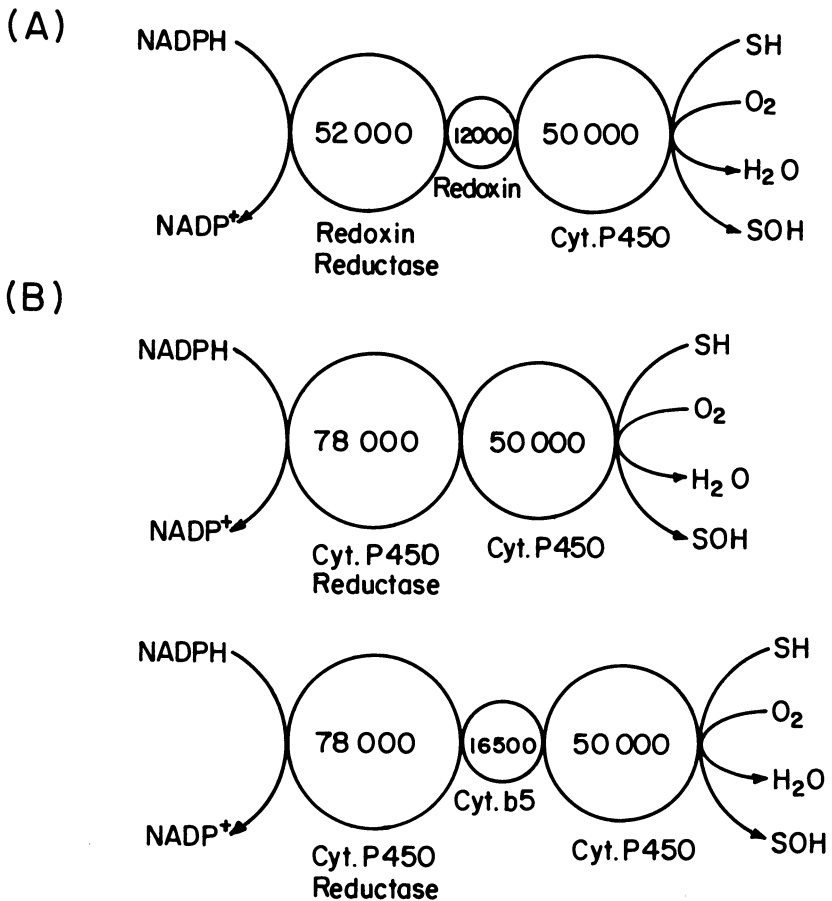 (A)
NADPH
SH
O2
52 000
12000
50 000
H2O
Redoxin
NADP+
SOH
Redoxin
Reductase
Cyt.P450
(B)
NADPH
SH
O2
78 000
50 000
H2O
NADP+
SOH
Cyt. P450
Reductase
Cyt.P450
NADPH
SH
O2
78 000
16500
50 000
H2O
Cyt. b5
NADP+
SOH
Cyt. P450
Reductase
Cyt.P450